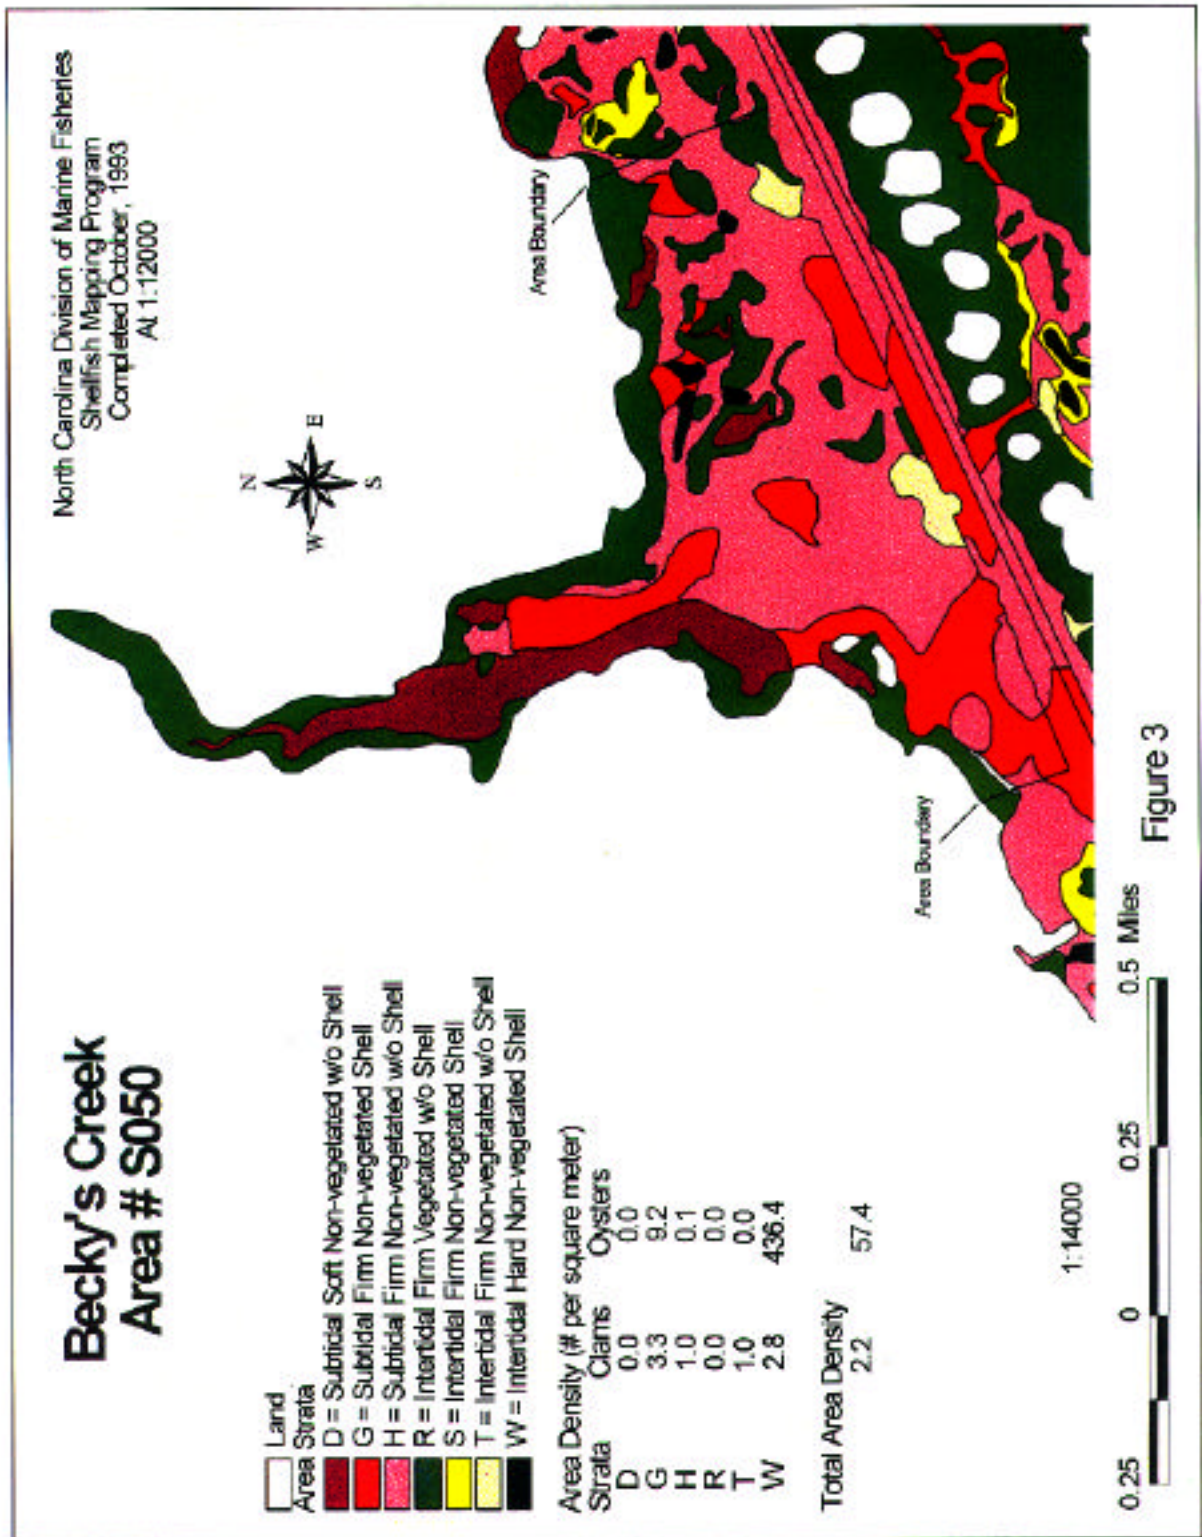 Becky's Creek
Area # S050
North Carolina Division of Marine Fisheries
Shellfish Mapping Program
Completed October, 1993
At 1:12000
N
W
E
S
Area Boundary
Area Boundary
Land
Area Strata
D = Subtidal Soft Non-vegetated w/o Shell
G = Subtidal Firm Non-vegetated Shell
H = Subtidal Firm Non-vegetated w/o Shell
R = Intertidal Firm Vegetated w/o Shell
S = Intertidal Firm Non-vegetated Shell
T = Intertidal Firm Non-vegetated w/o Shell
W = Intertidal Hard Non-vegetated Shell
Area Density (# per square meter)
Strata Clams Oysters
D 0.0 0.0
G 3.3 9.2
H 1.0 0.1
R 0.0 0.0
T 1.0 0.0
W 2.8 436.4
Total Area Density
2.2 57.4
1:14000
0.25 0 0.25 0.5 Miles
Figure 3